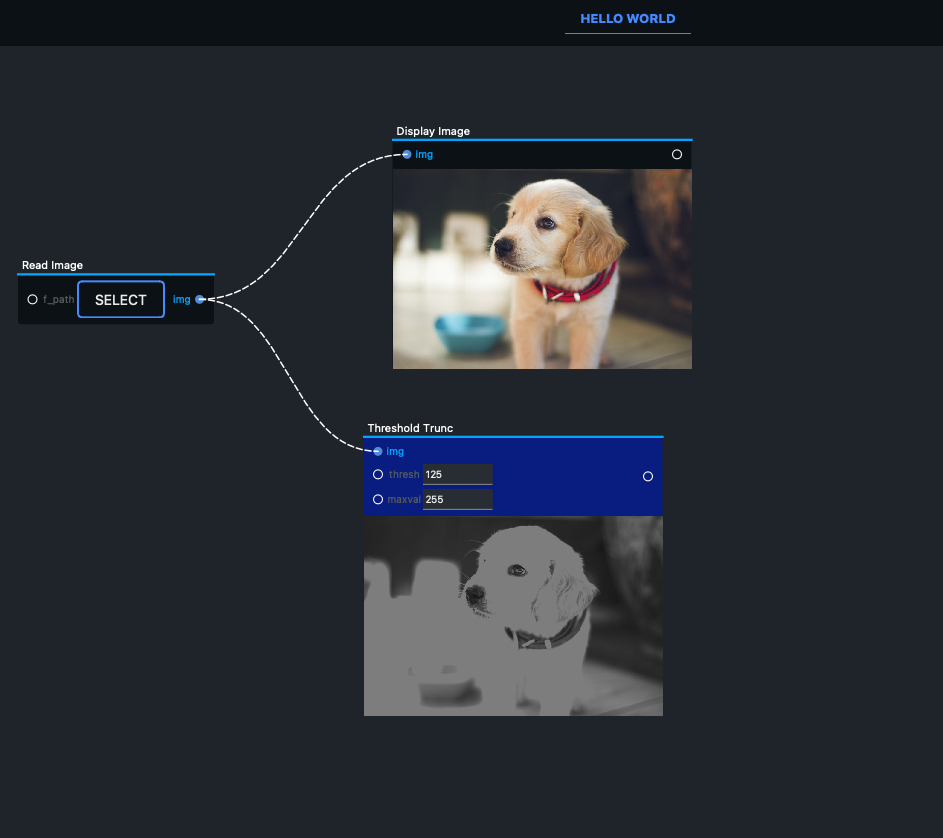 HELLO WORLD
Display Image
img
Read Image
f_path SELECT img
Threshold Trunc
img
thresh 125
maxval 255